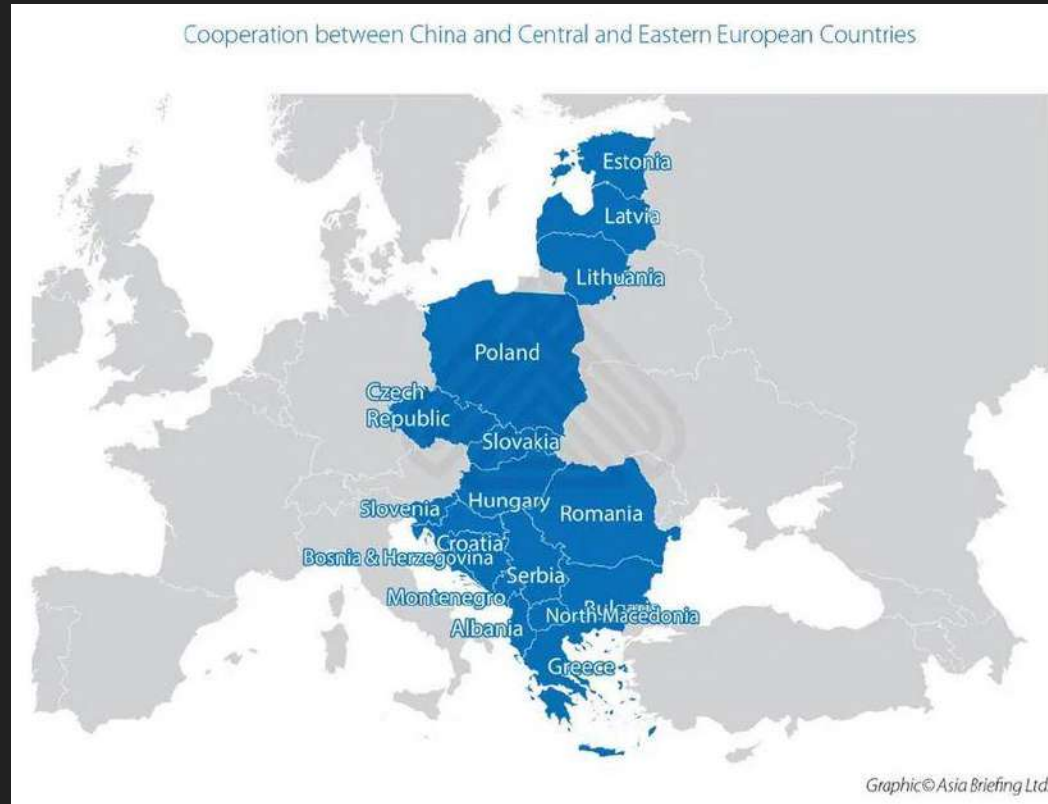 Cooperation between China and Central and Eastern European Countries
Estonia
Latvia
Lithuania
Poland
Czech
Republic
Slovakia
Hungary
Slovenia
Romania
Croatia
Bosnia & Herzegovina
Serbia
Montenegro
Bulgaria
North Macedonia
Albania
Greece
Graphic© Asia Briefing Ltd